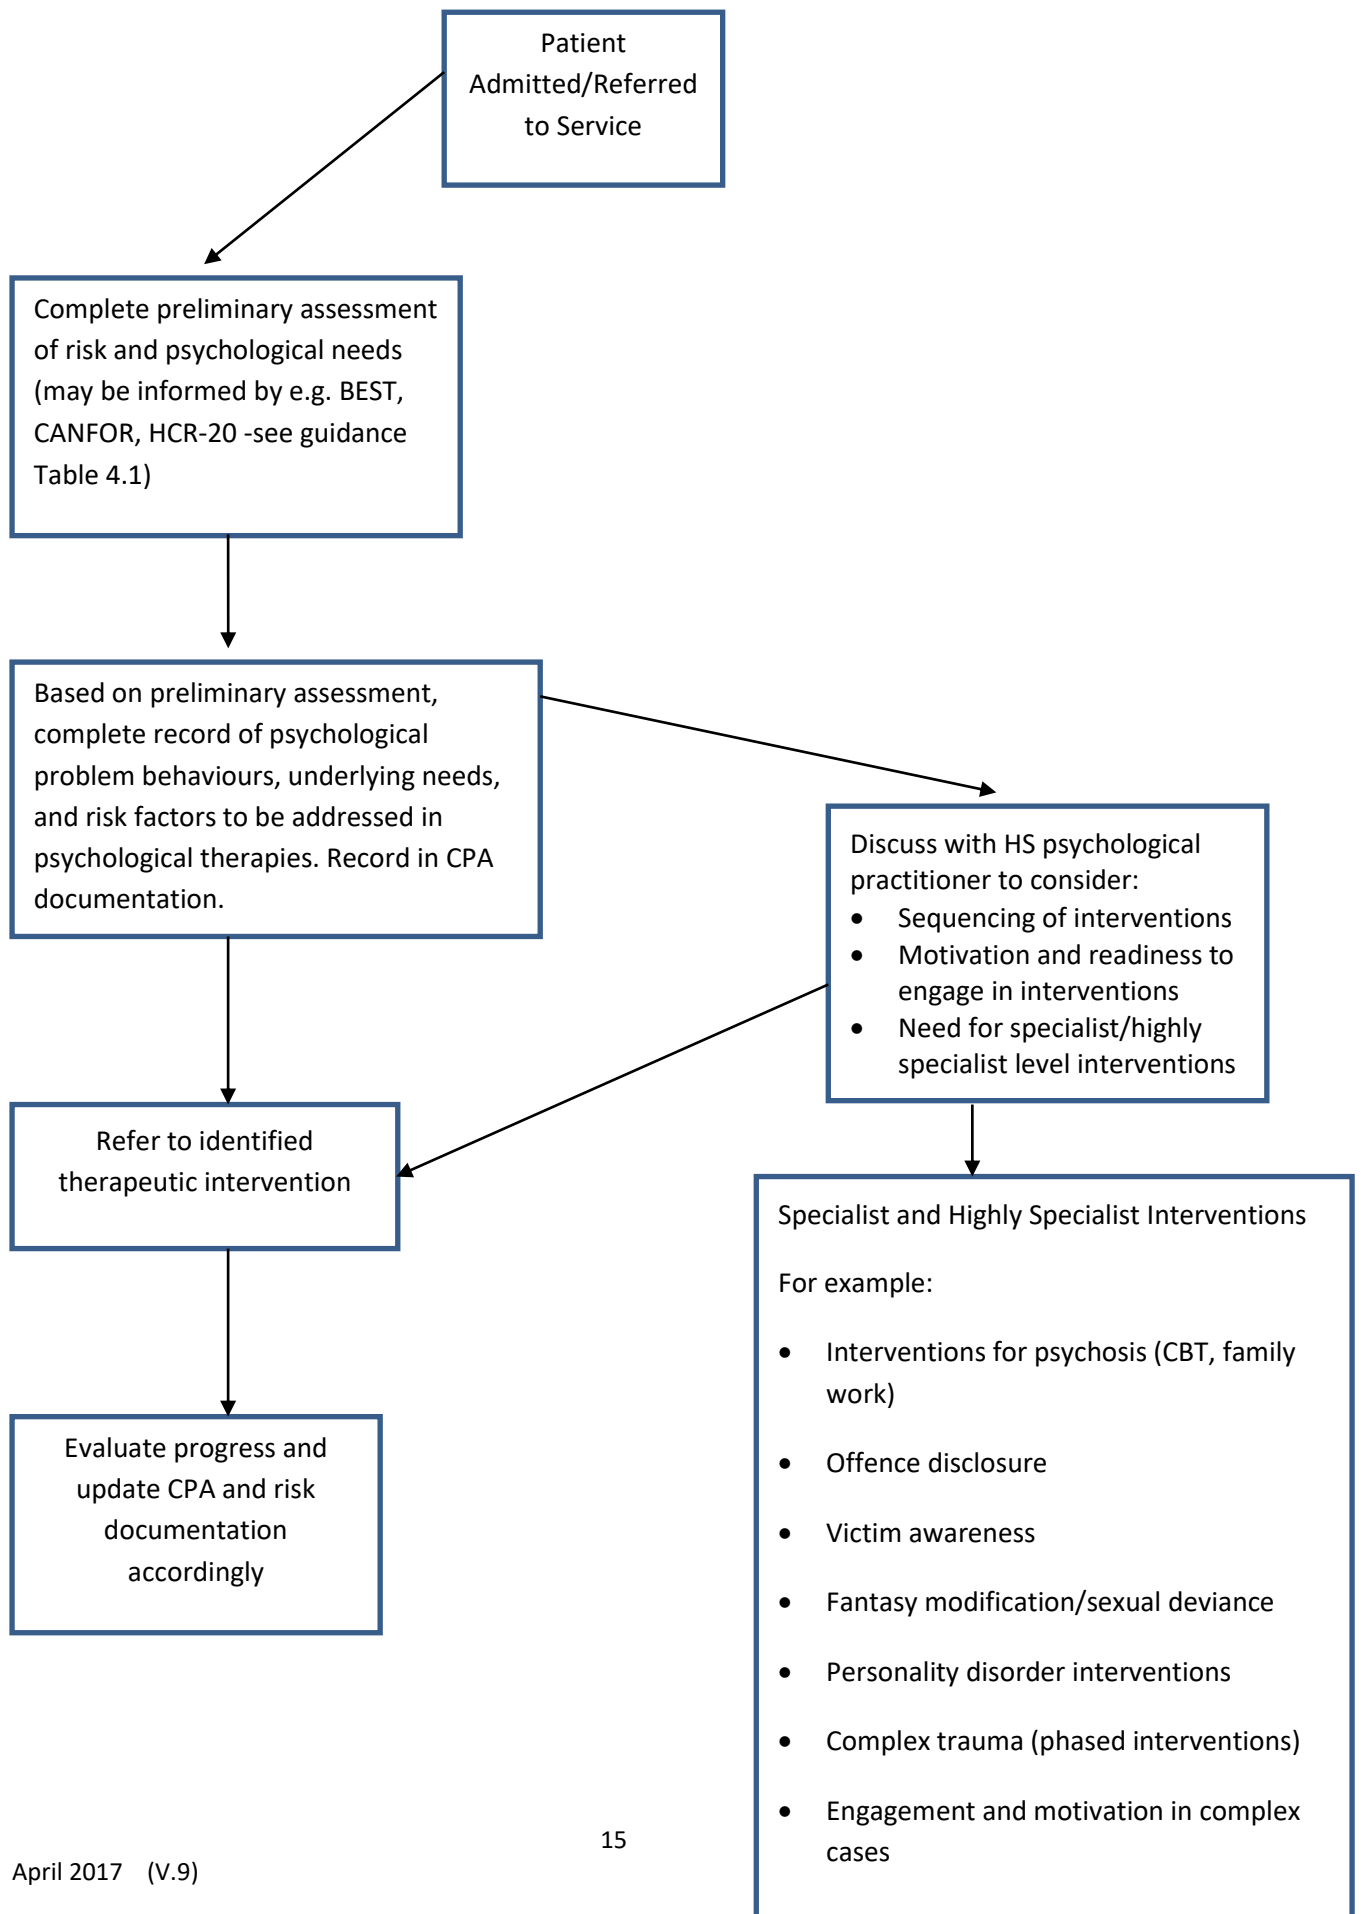 Patient
Admitted/Referred
to Service
Complete preliminary assessment
of risk and psychological needs
(may be informed by e.g. BEST,
CANFOR, HCR-20 -see guidance
Table 4.1)
Based on preliminary assessment,
complete record of psychological
problem behaviours, underlying needs,
and risk factors to be addressed in
psychological therapies. Record in CPA
documentation.
Discuss with HS psychological
practitioner to consider:
• Sequencing of interventions
• Motivation and readiness to
engage in interventions
• Need for specialist/highly
specialist level interventions
Refer to identified
therapeutic intervention
Specialist and Highly Specialist Interventions
For example:
• Interventions for psychosis (CBT, family
work)
• Offence disclosure
• Victim awareness
• Fantasy modification/sexual deviance
• Personality disorder interventions
• Complex trauma (phased interventions)
• Engagement and motivation in complex
cases
Evaluate progress and
update CPA and risk
documentation
accordingly
15
April 2017 (V.9)